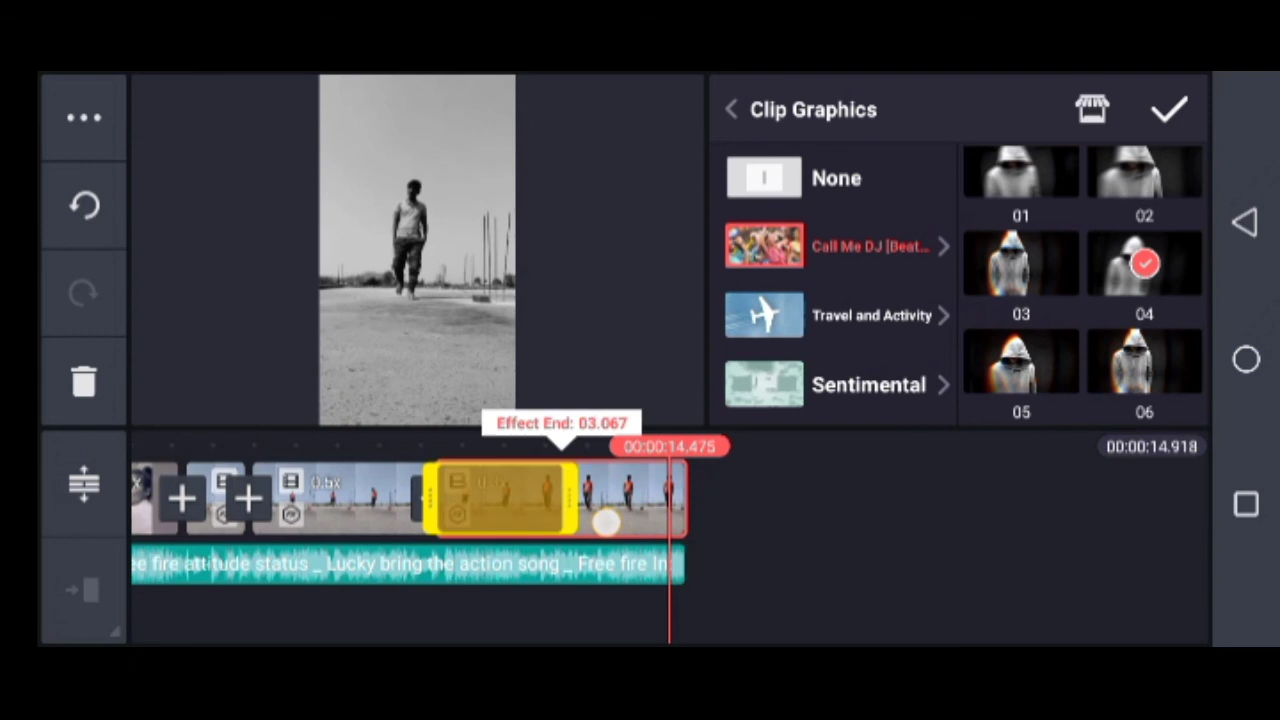 Clip Graphics
None
Call Me DJ [Beat...
Travel and Activity
Sentimental
01
02
03
04
05
06
Effect End: 03.067
00:00:14.475
00:00:14.918
x
0.5x
ee fire attitude status _ Lucky bring the action song _ Free fire In